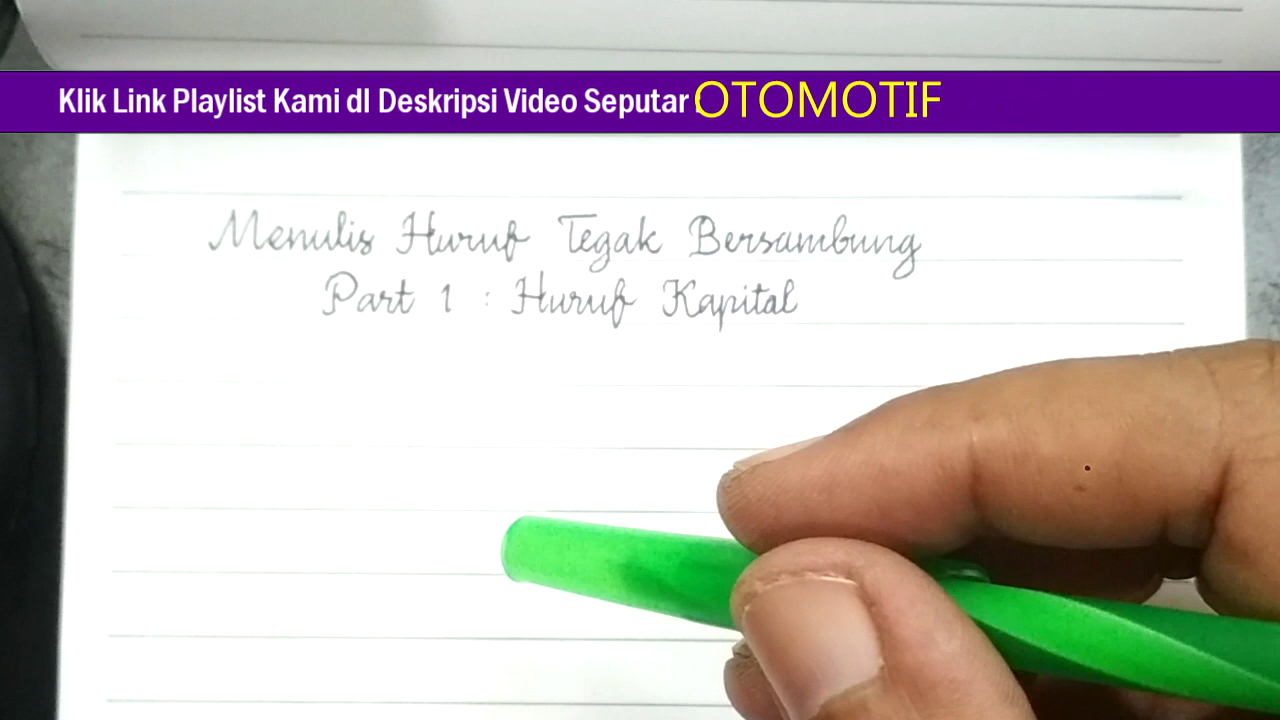 Klik Link Playlist Kami dI Deskripsi Video Seputar OTOMOTIF
Menulis Huruf Tegak Bersambung
Part 1 : Huruf Kapital